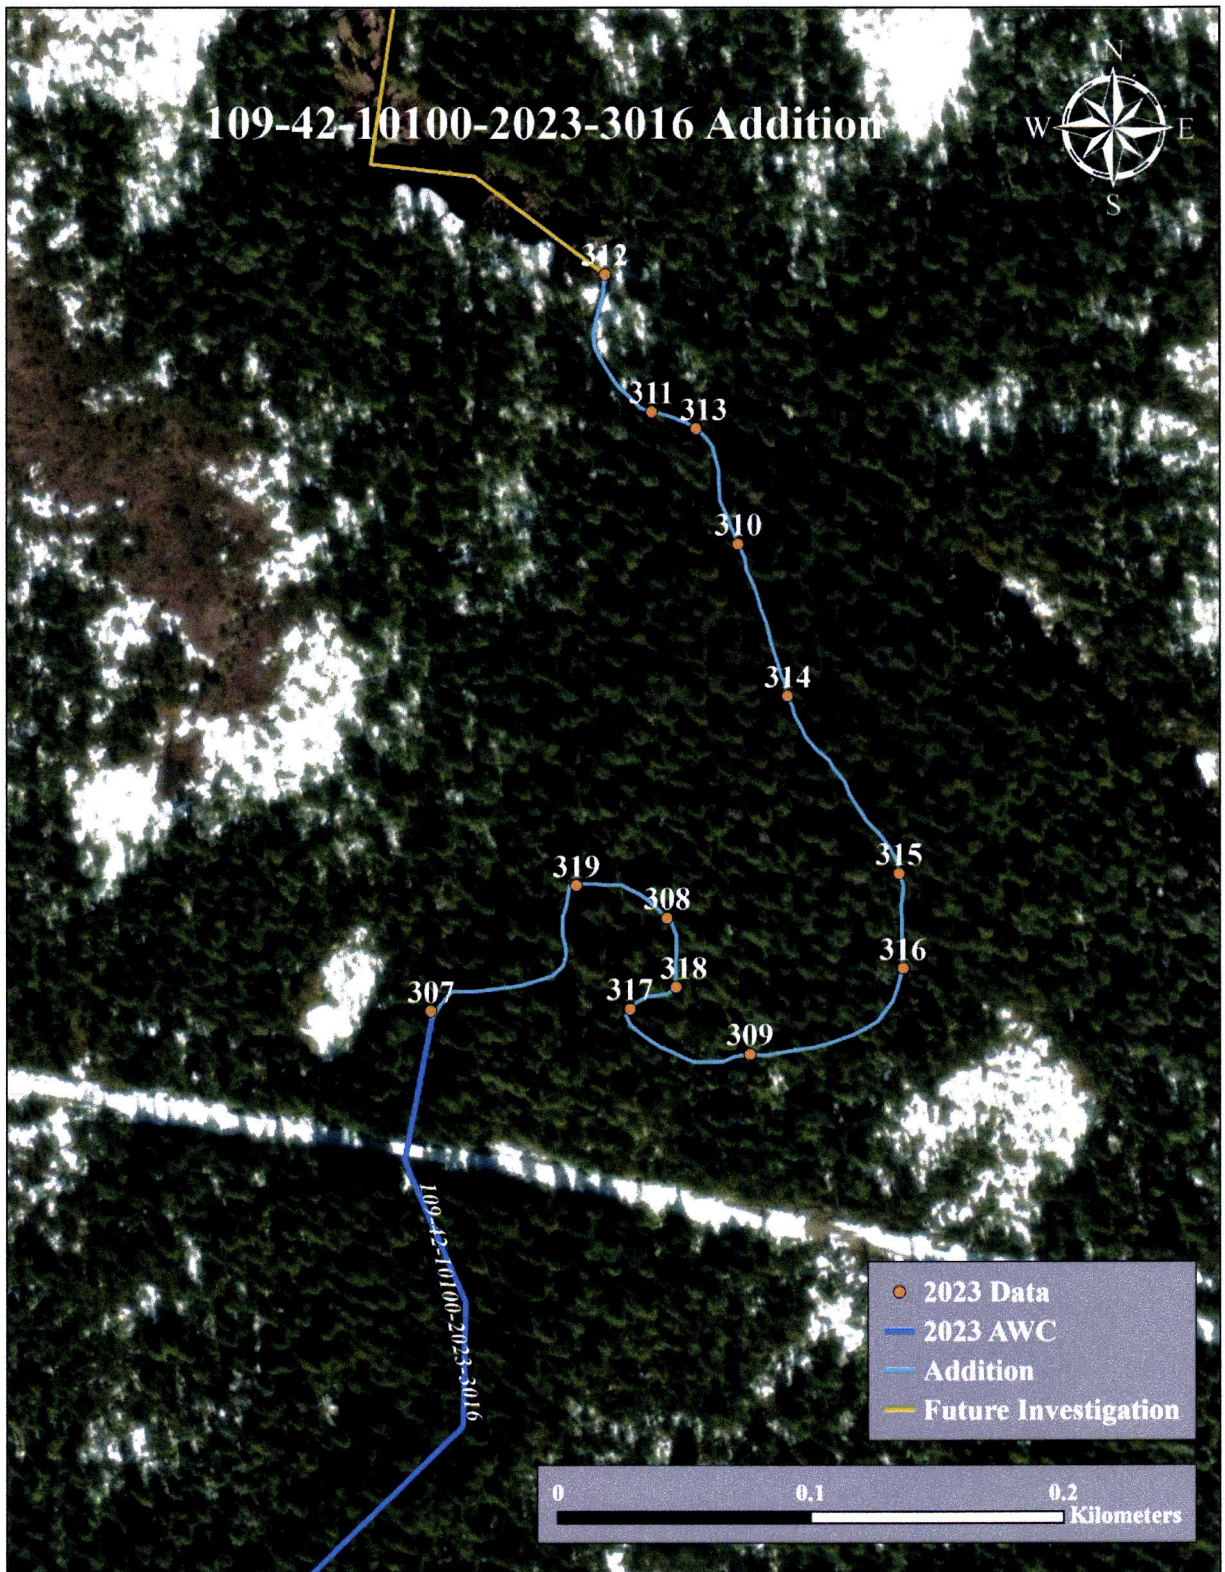 N
109-42-10100-2023-3016 Addition
W E
S
312
311
313
310
314
315
319
308
316
318
317
307
309
109-42-10100-2023-3016
2023 Data
2023 AWC
Addition
Future Investigation
0 0.1 0.2
Kilometers